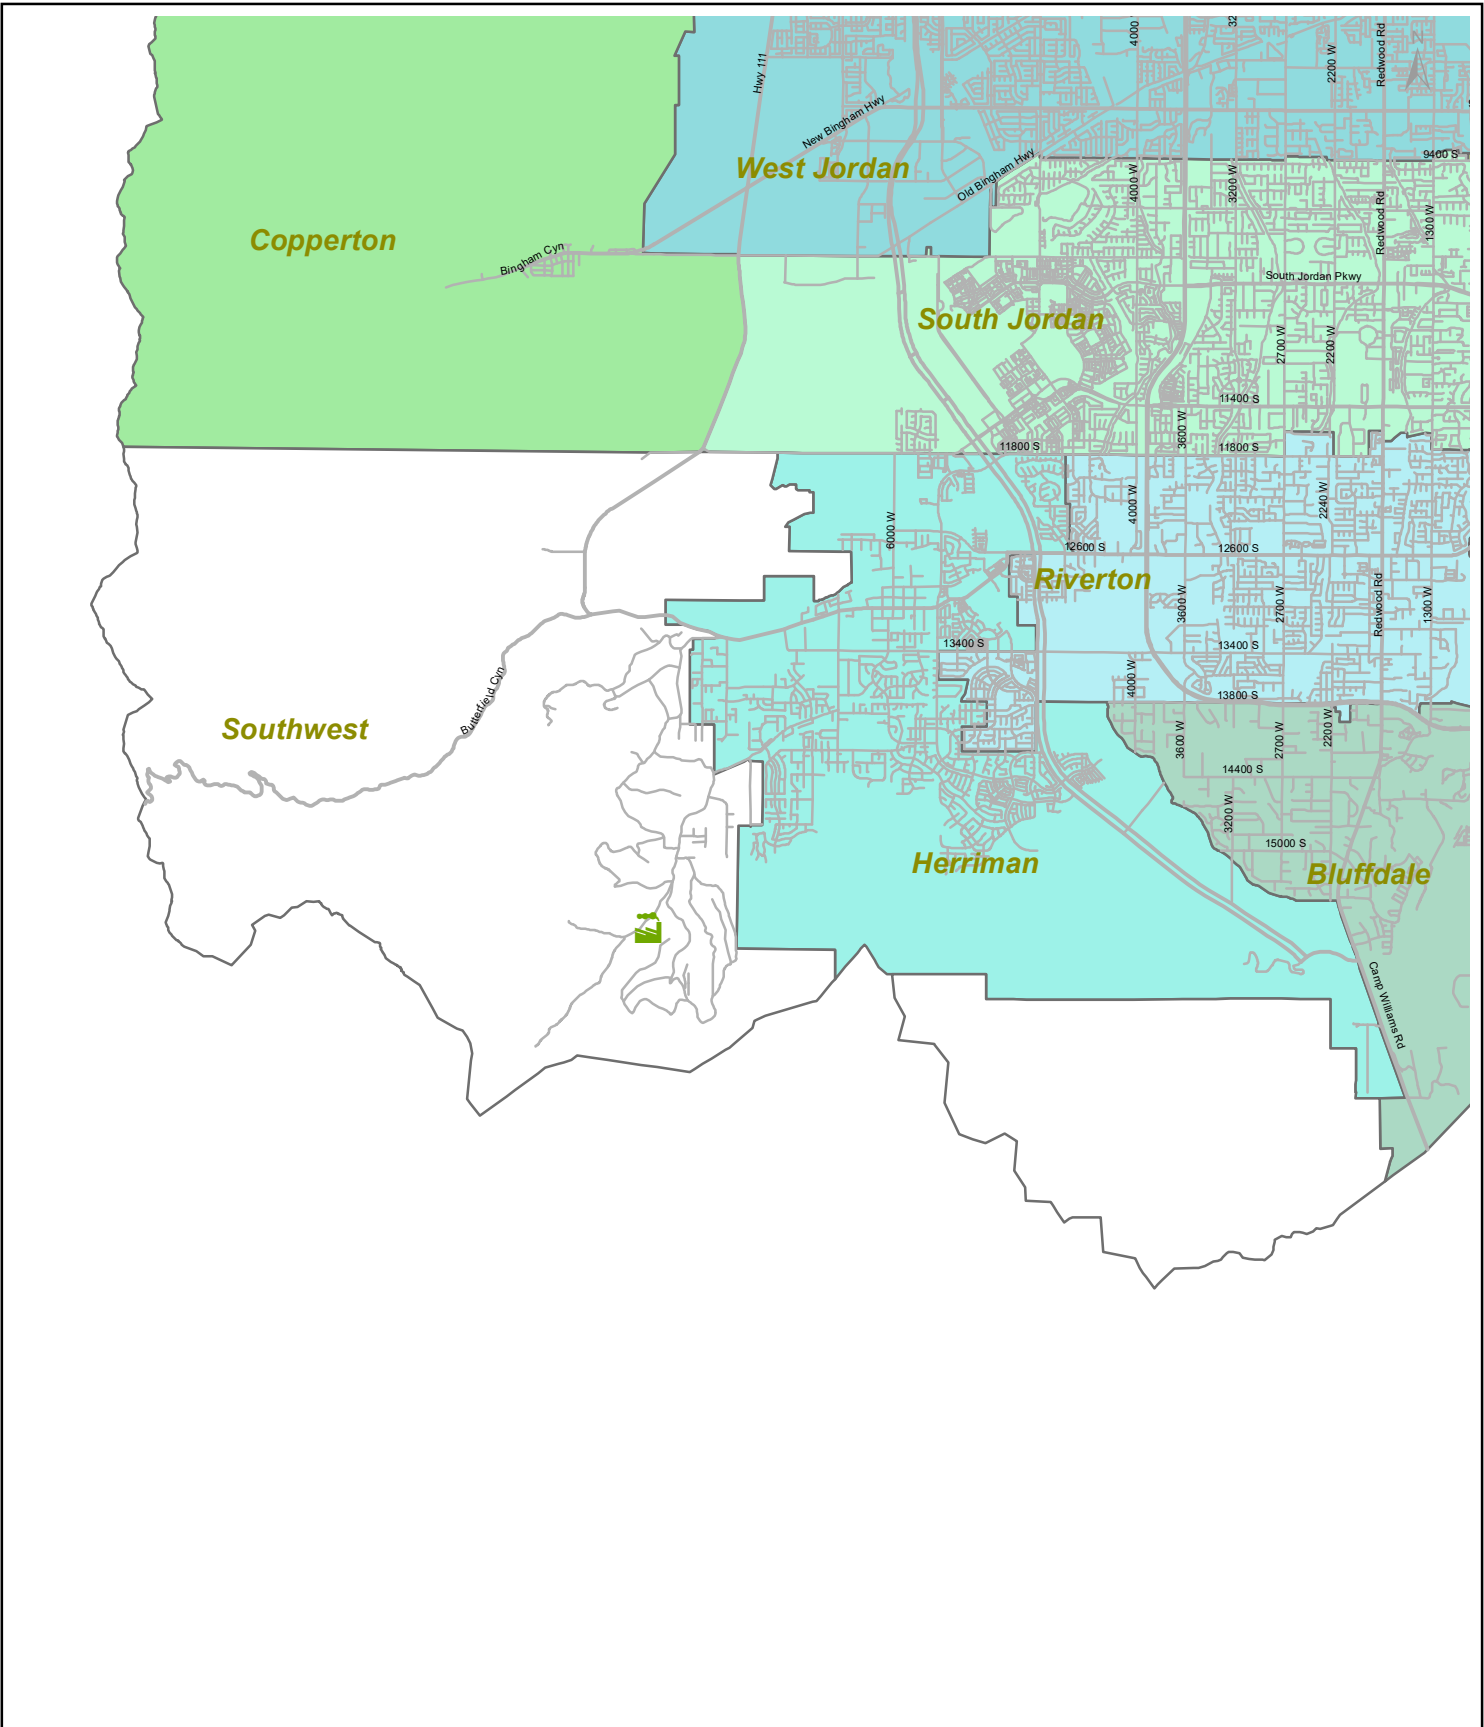 4000
32
2200 W
Redwood Rd
N
Hwy 111
New Bingham Hwy
West Jordan
Old Bingham Hwy
9400 S
4000 W
3200 W
Redwood Rd
1300 W
Copperton
Bingham Cyn
South Jordan Pkwy
South Jordan
2700 W
2200 W
11400 S
3600 W
11800 S
11800 S
6000 W
4000 W
2240 W
12600 S
12600 S
Riverton
3600 W
2700 W
Redwood Rd
1300 W
13400 S
13400 S
4000 W
13800 S
Butterfield Cyn
Southwest
3600 W
2700 W
2200 W
14400 S
3200 W
15000 S
Herriman
Bluffdale
Camp Williams Rd